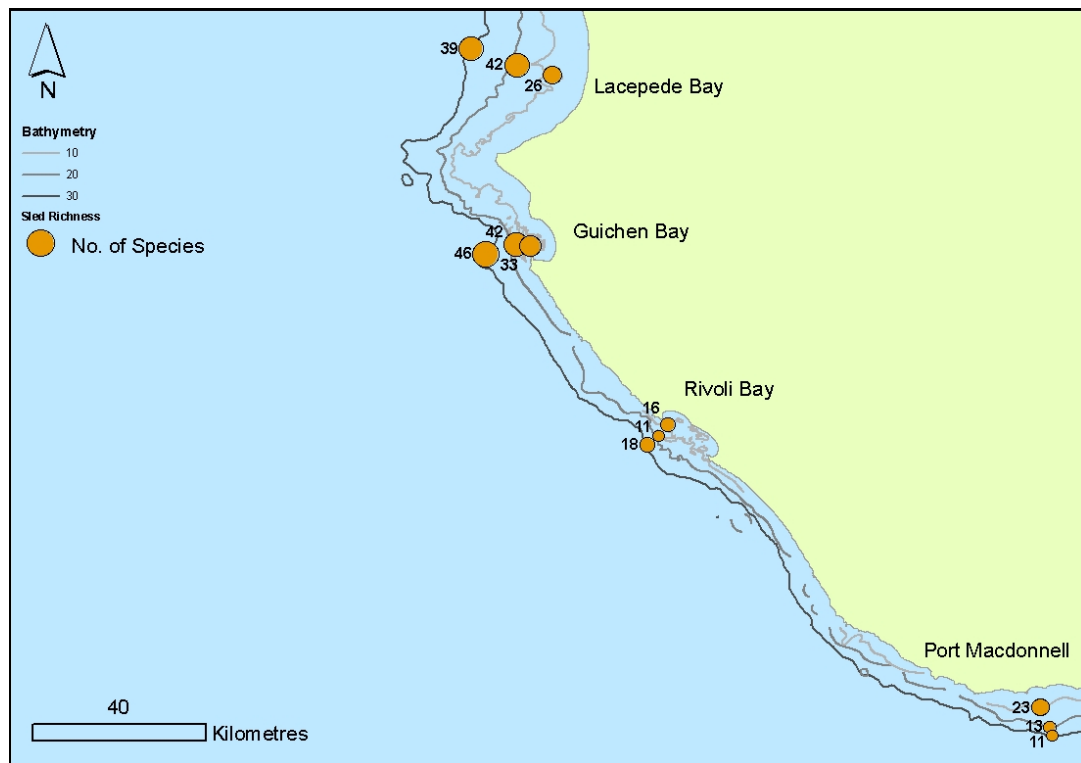 39
42
26
Lacepede Bay
N
Bathymetry
10
20
30
Sled Richness
No. of Species
42
46
33
Guichen Bay
Rivoli Bay
16
11
18
Port Macdonnell
23
13
11
40
Kilometres